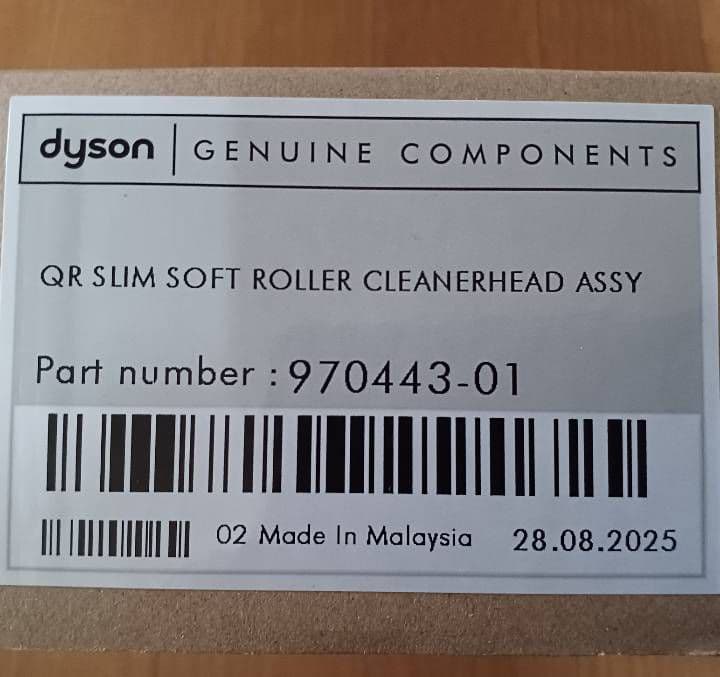 dyson | GENUINE COMPONENTS
QR SLIM SOFT ROLLER CLEANERHEAD ASSY
Part number : 970443-01
02 Made In Malaysia 28.08.2025